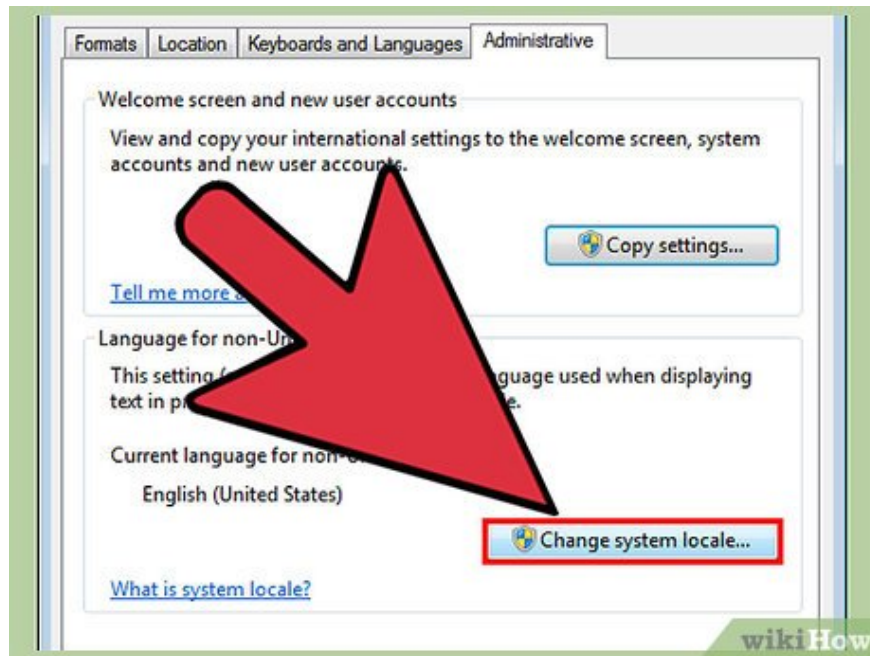 Formats Location Keyboards and Languages Administrative
Welcome screen and new user accounts
View and copy your international settings to the welcome screen, system
accounts and new user accounts.
Copy settings...
Tell me more
Language for non-Un
This setting used when displaying
text in
Current language for non-
English (United States)
Change system locale...
What is system locale?
wikiHow